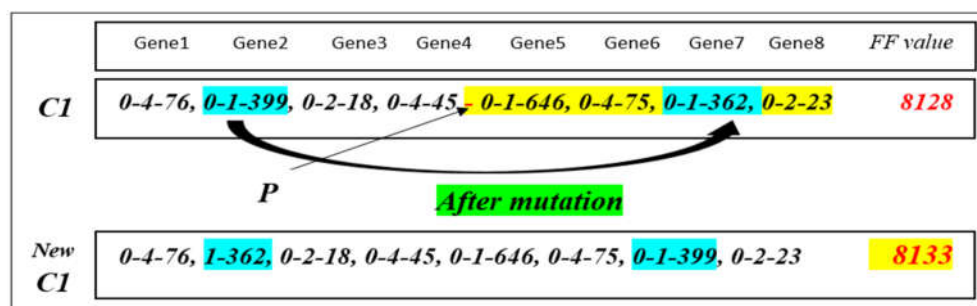 Gene1 Gene2 Gene3 Gene4 Gene5 Gene6 Gene7 Gene8 FF value
C1 0-4-76, 0-1-399, 0-2-18, 0-4-45,- 0-1-646, 0-4-75, 0-1-362, 0-2-23 8128
P
After mutation
New
C1 0-4-76, 1-362, 0-2-18, 0-4-45, 0-1-646, 0-4-75, 0-1-399, 0-2-23 8133